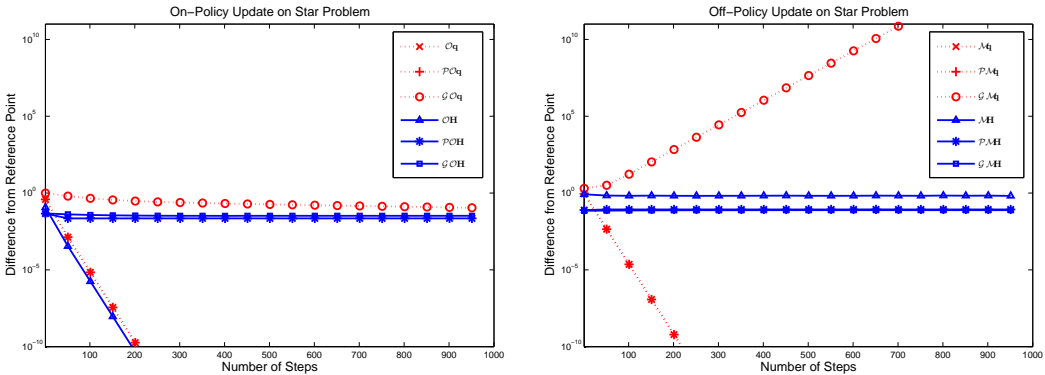 On−Policy Update on Star Problem
Difference from Reference Point
10^10
10^5
10^0
10^−5
10^−10
100 200 300 400 500 600 700 800 900 1000
Number of Steps
𝒪q
𝒫𝒪q
𝒢𝒪q
𝒪H
𝒫𝒪H
𝒢𝒪H
Off−Policy Update on Star Problem
Difference from Reference Point
10^10
10^5
10^0
10^−5
10^−10
100 200 300 400 500 600 700 800 900 1000
Number of Steps
ℳq
𝒫ℳq
𝒢ℳq
ℳH
𝒫ℳH
𝒢ℳH